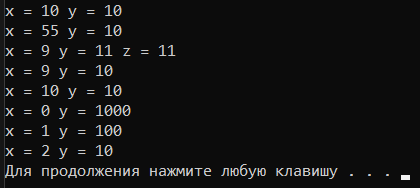 x = 10 y = 10
x = 55 y = 10
x = 9 y = 11 z = 11
x = 9 y = 10
x = 10 y = 10
x = 0 y = 1000
x = 1 y = 100
x = 2 y = 10
Для продолжения нажмите любую клавишу . . .